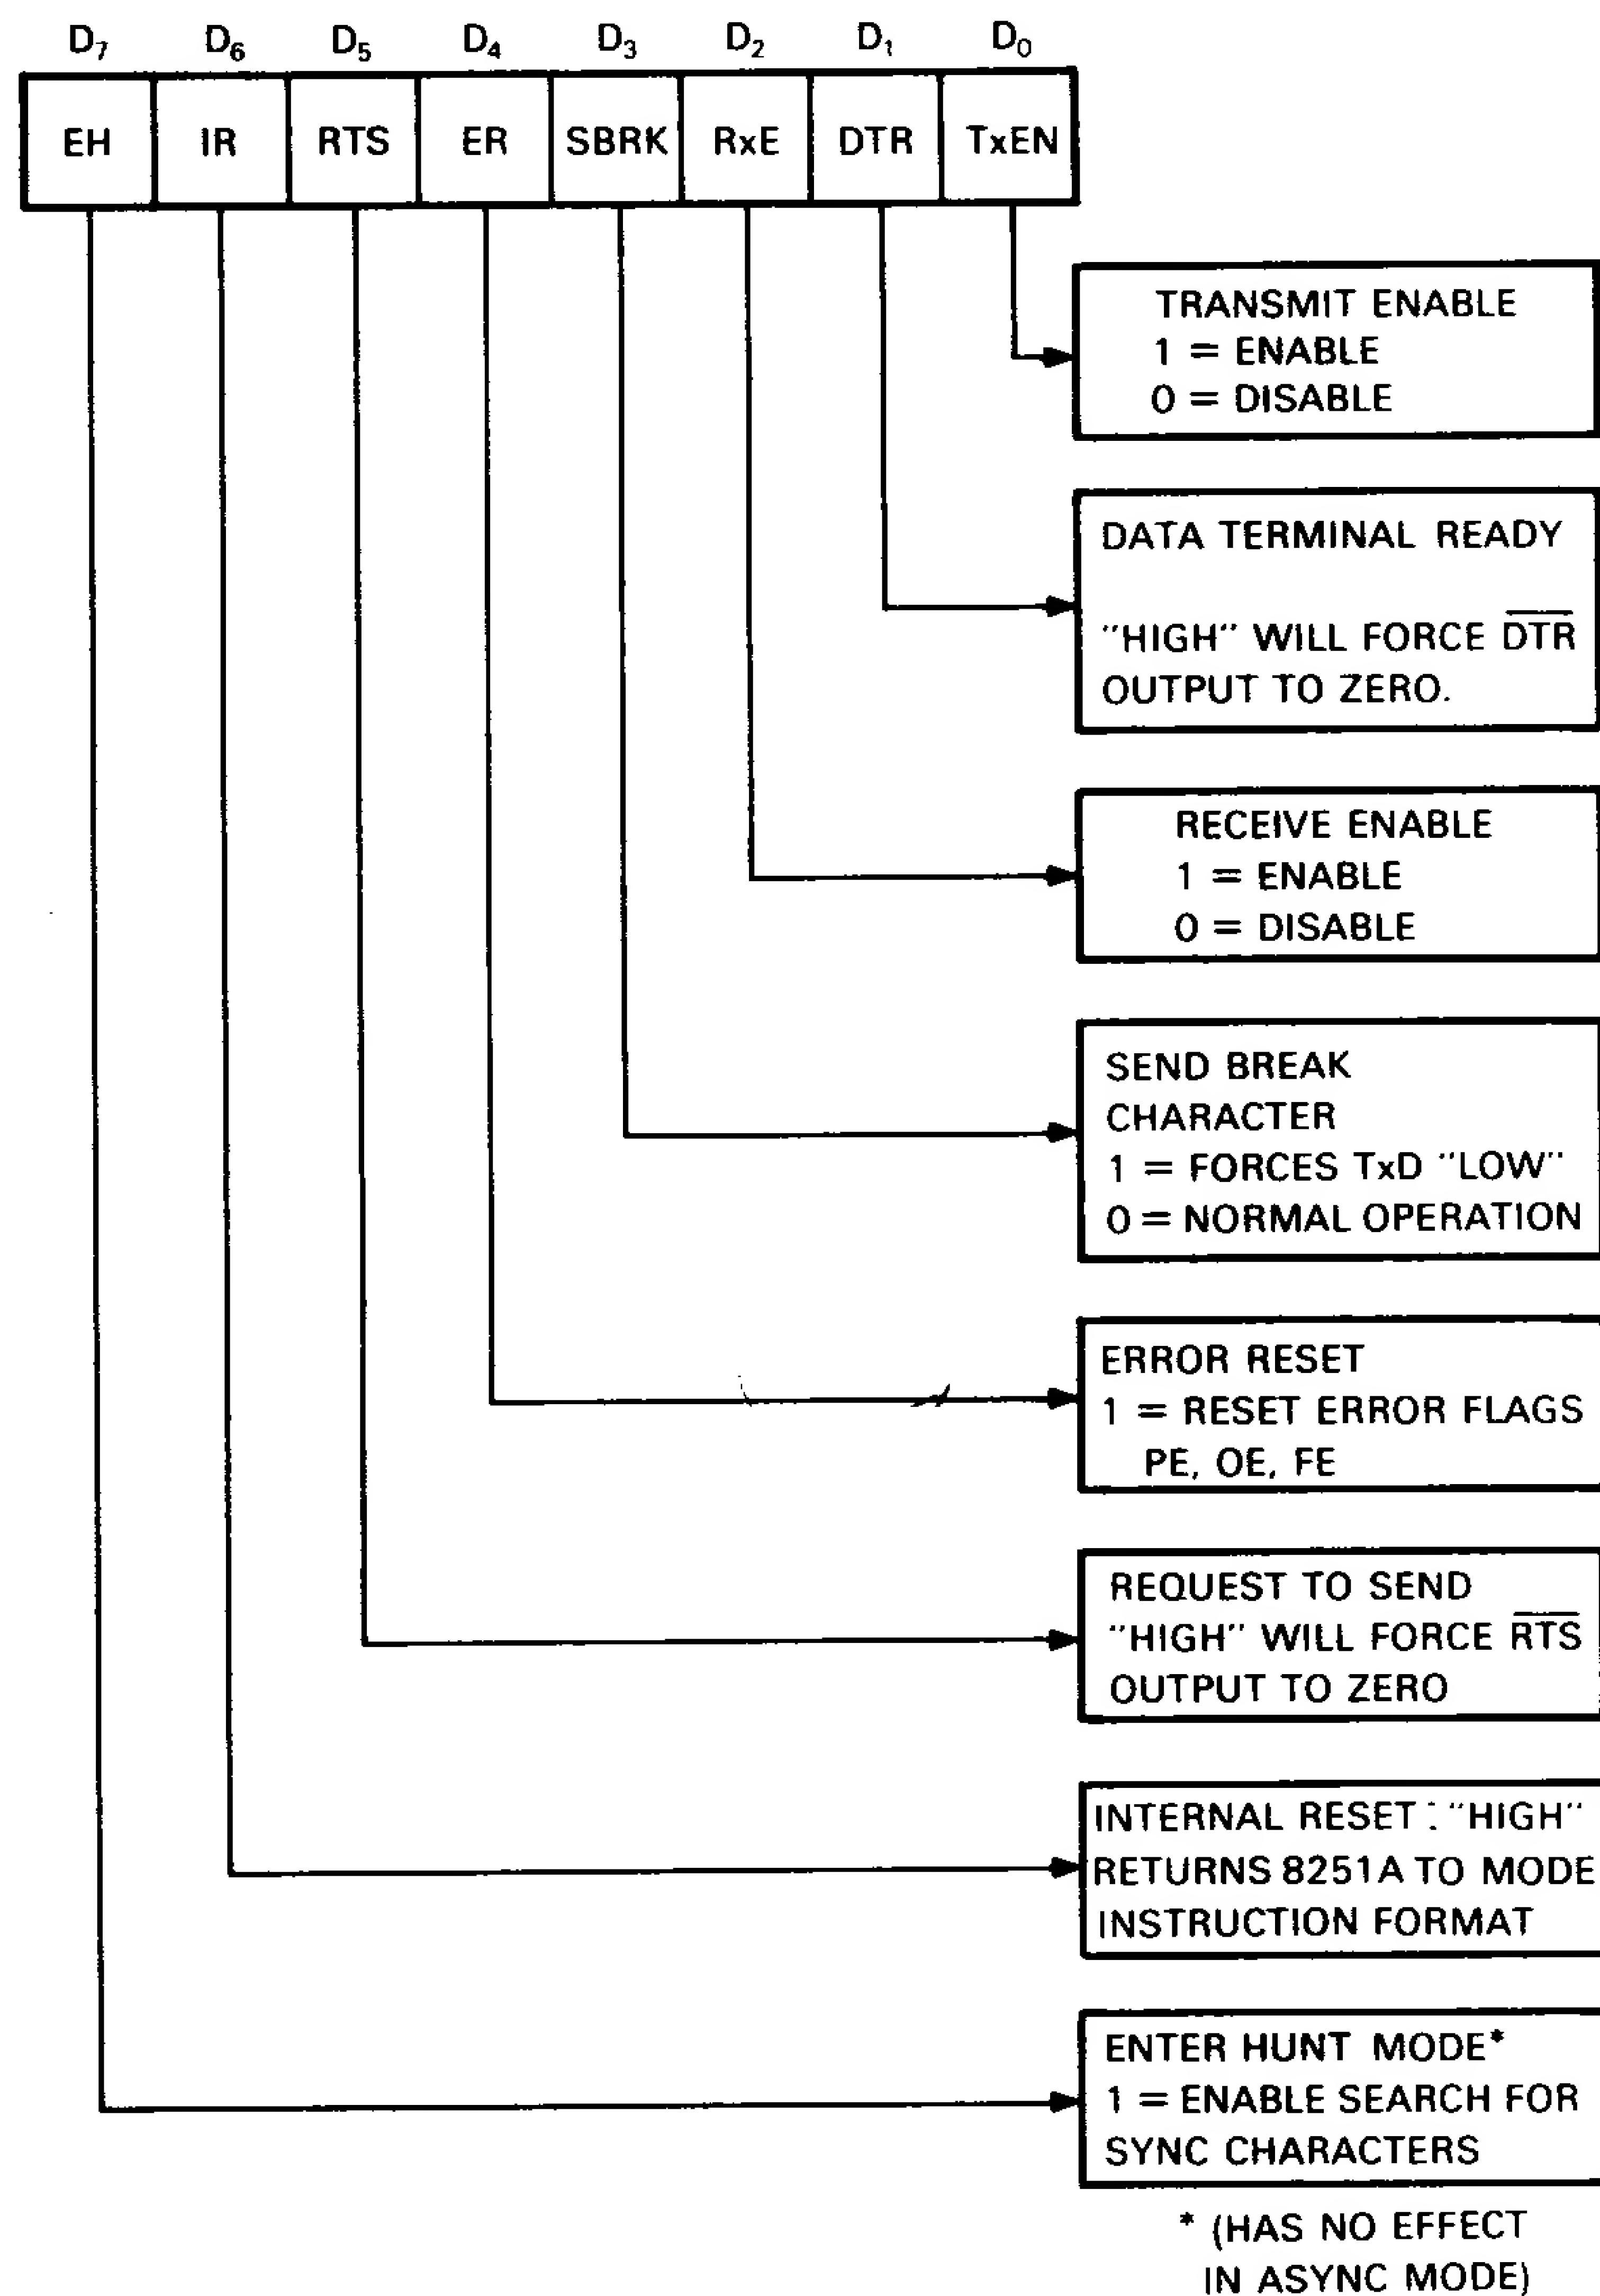 D7 D6 D5 D4 D3 D2 D1 D0
EH IR RTS ER SBRK RxE DTR TxEN
TRANSMIT ENABLE
1 = ENABLE
0 = DISABLE
DATA TERMINAL READY
"HIGH" WILL FORCE D̅T̅R̅
OUTPUT TO ZERO.
RECEIVE ENABLE
1 = ENABLE
0 = DISABLE
SEND BREAK
CHARACTER
1 = FORCES TxD "LOW"
0 = NORMAL OPERATION
ERROR RESET
1 = RESET ERROR FLAGS
PE, OE, FE
REQUEST TO SEND
"HIGH" WILL FORCE R̅T̅S̅
OUTPUT TO ZERO
INTERNAL RESET: "HIGH"
RETURNS 8251A TO MODE
INSTRUCTION FORMAT
ENTER HUNT MODE*
1 = ENABLE SEARCH FOR
SYNC CHARACTERS
* (HAS NO EFFECT
IN ASYNC MODE)